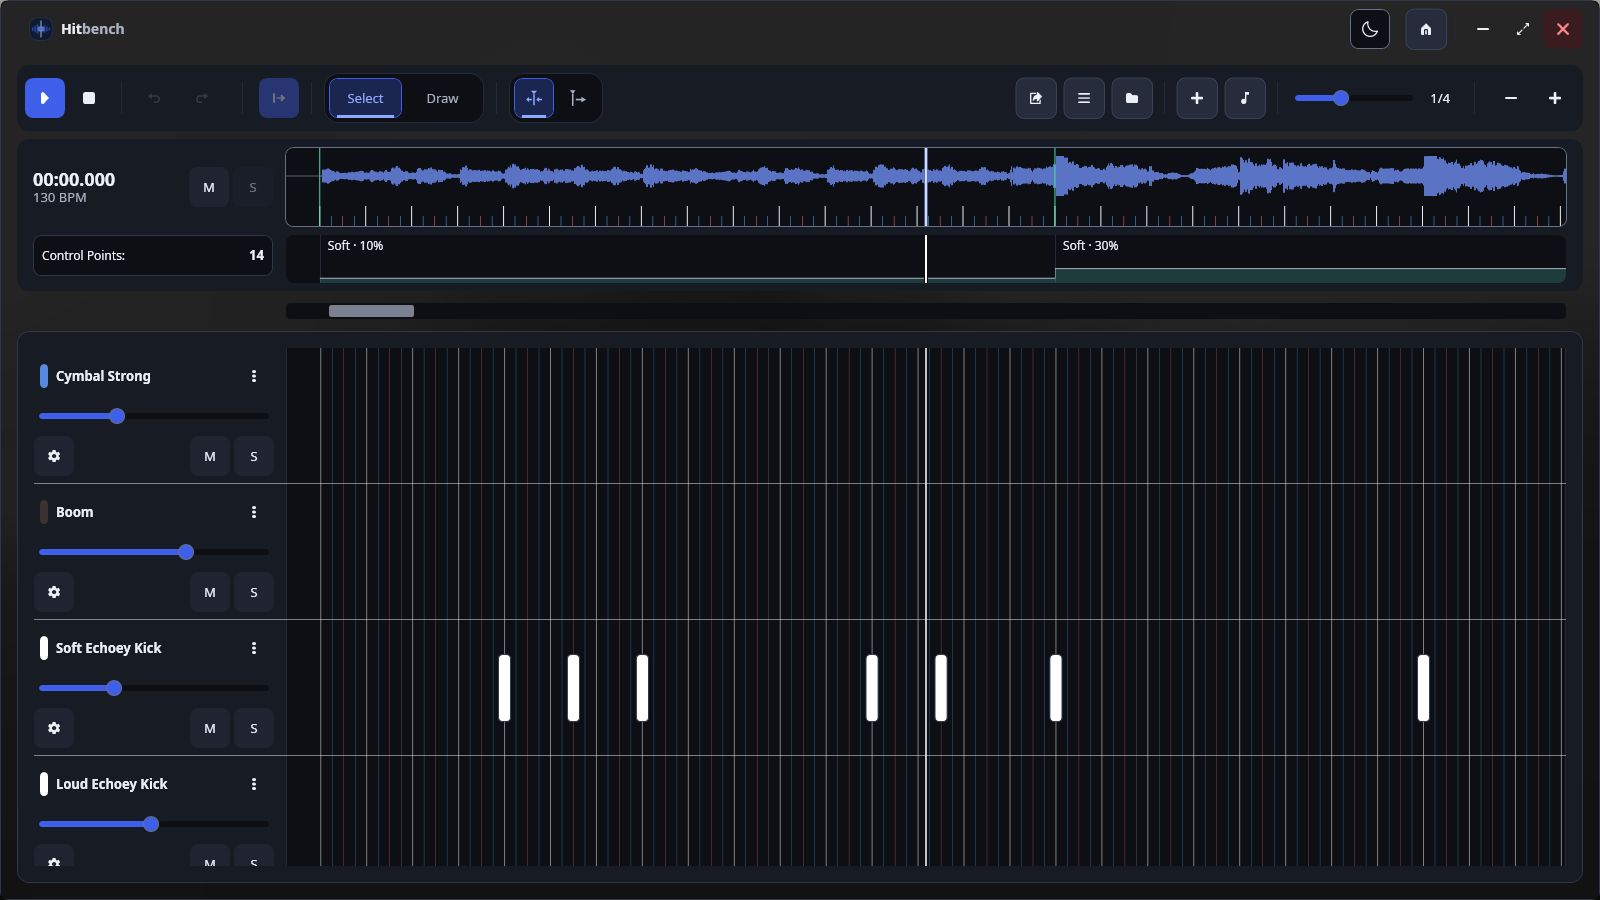 Hitbench
Select
Draw
1/4
00:00.000
130 BPM
M
S
Control Points:
14
Soft · 10%
Soft · 30%
Cymbal Strong
M
S
Boom
M
S
Soft Echoey Kick
M
S
Loud Echoey Kick
M
S